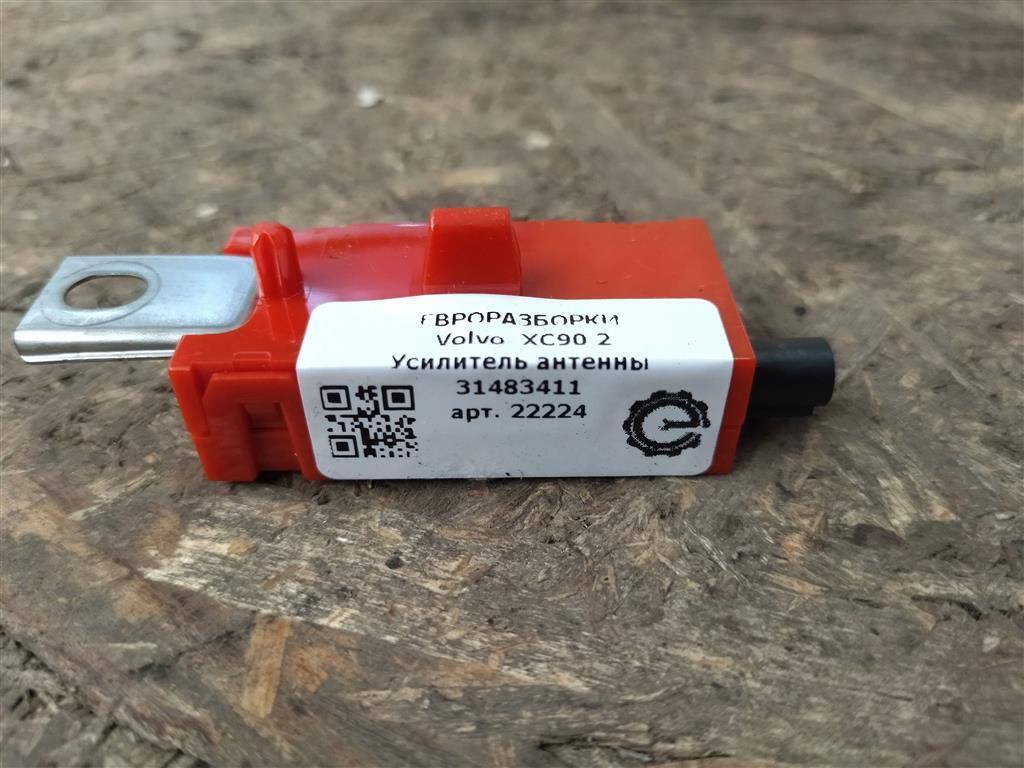 ЕВРОРАЗБОРКИ
Volvo XC90 2
Усилитель антенны
31483411
арт. 22224